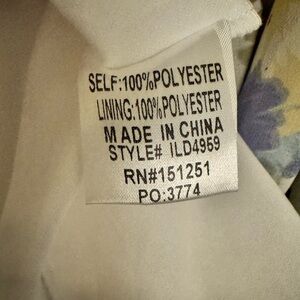 SELF:100%POLYESTER
LINING:100%POLYESTER
MADE IN CHINA
STYLE# ILD4959
RN#151251
PO:3774